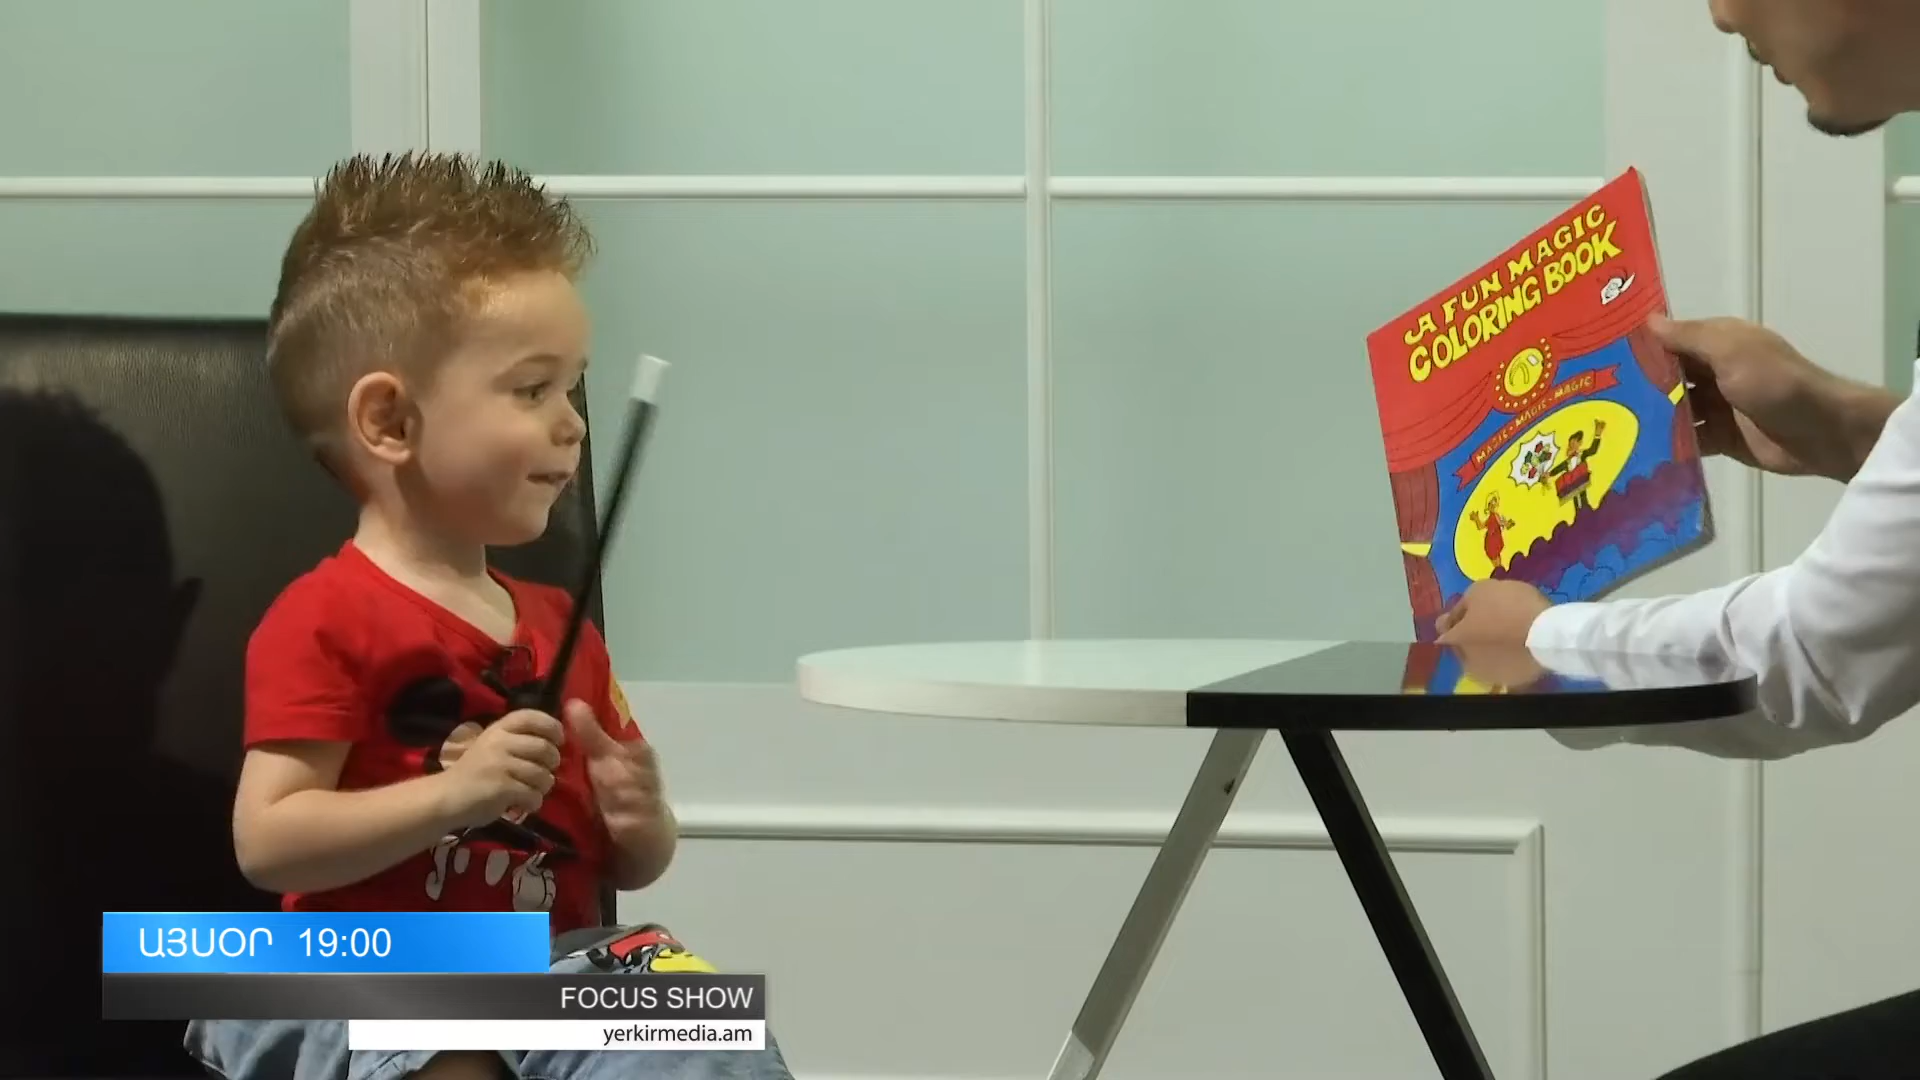 A FUN MAGIC
COLORING BOOK
MAGIC • MAGIC • MAGIC
ԱՅՍՕՐ 19:00
FOCUS SHOW
yerkirmedia.am